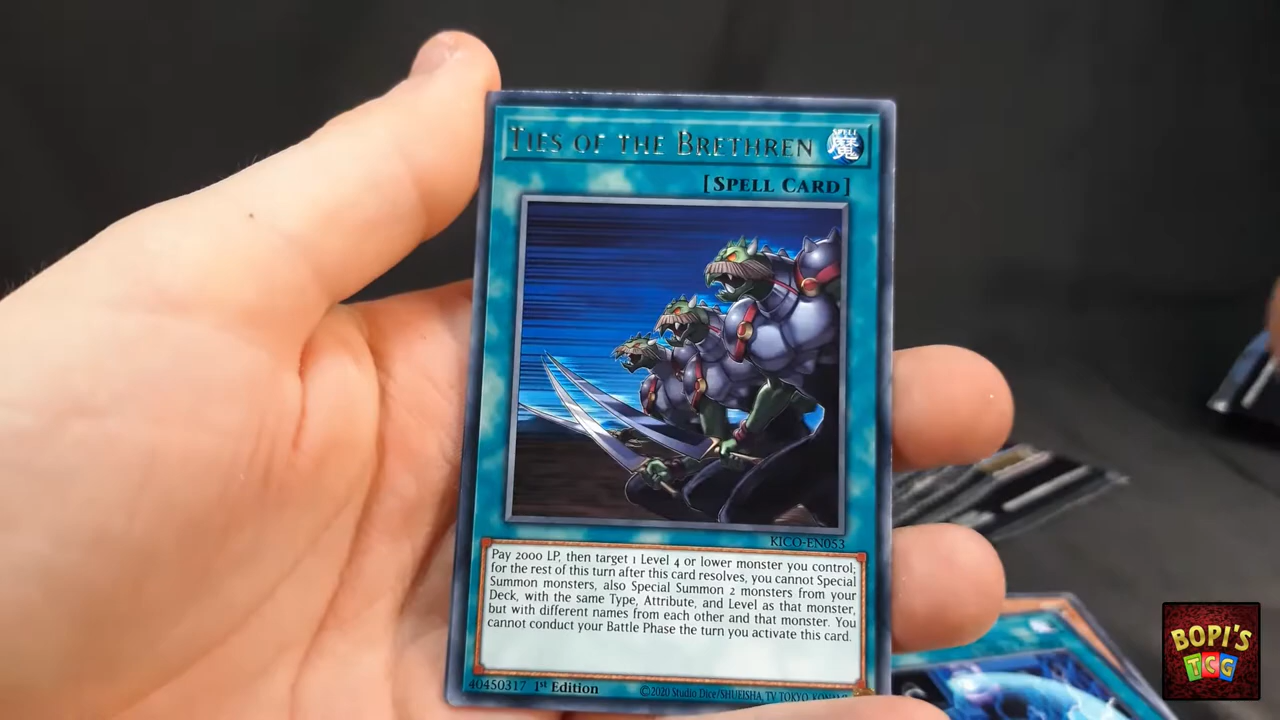 TIES OF THE BRETHREN
SPELL
魔
[SPELL CARD]
KICO-EN053
Pay 2000 LP, then target 1 Level 4 or lower monster you control;
for the rest of this turn after this card resolves, you cannot Special
Summon monsters, also Special Summon 2 monsters from your
Deck, with the same Type, Attribute, and Level as that monster,
but with different names from each other and that monster. You
cannot conduct your Battle Phase the turn you activate this card.
40450317 1st Edition ©2020 Studio Dice/SHUEISHA, TV TOKYO, KONAMI
BOPI'S
TCG